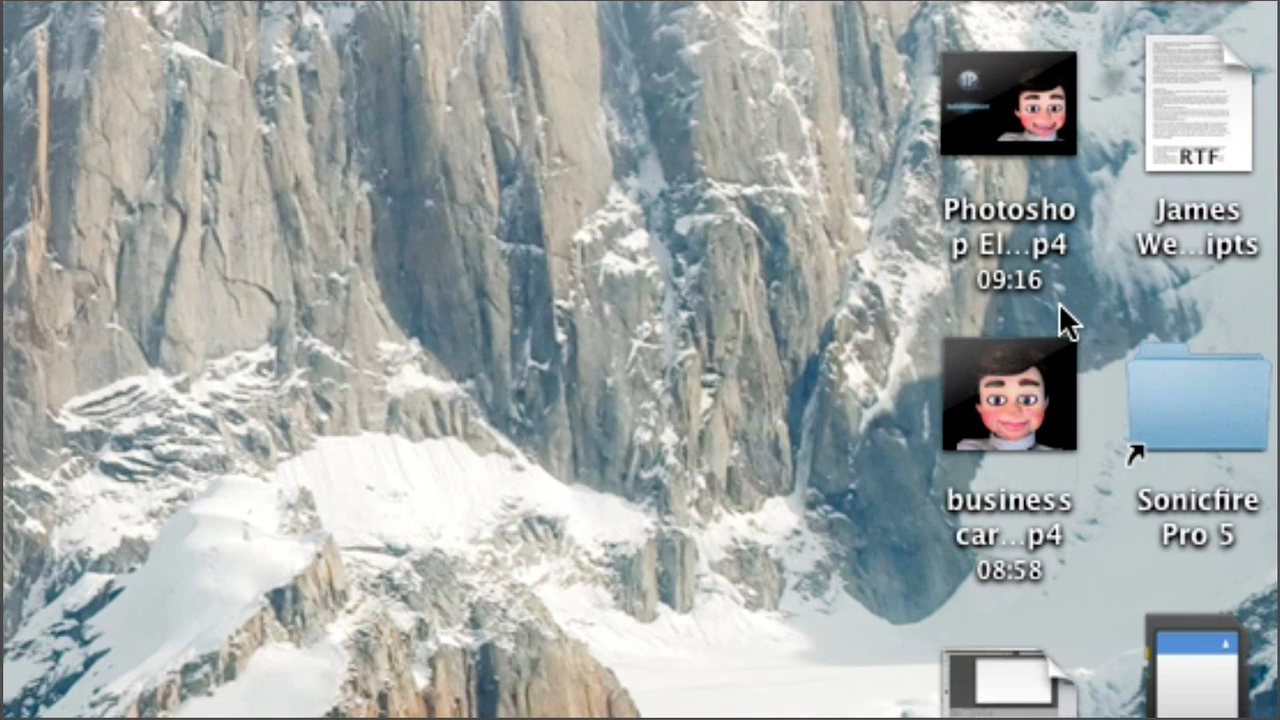 Photosho
p El...p4
09:16
RTF
James
We...ipts
business
car...p4
08:58
Sonicfire
Pro 5